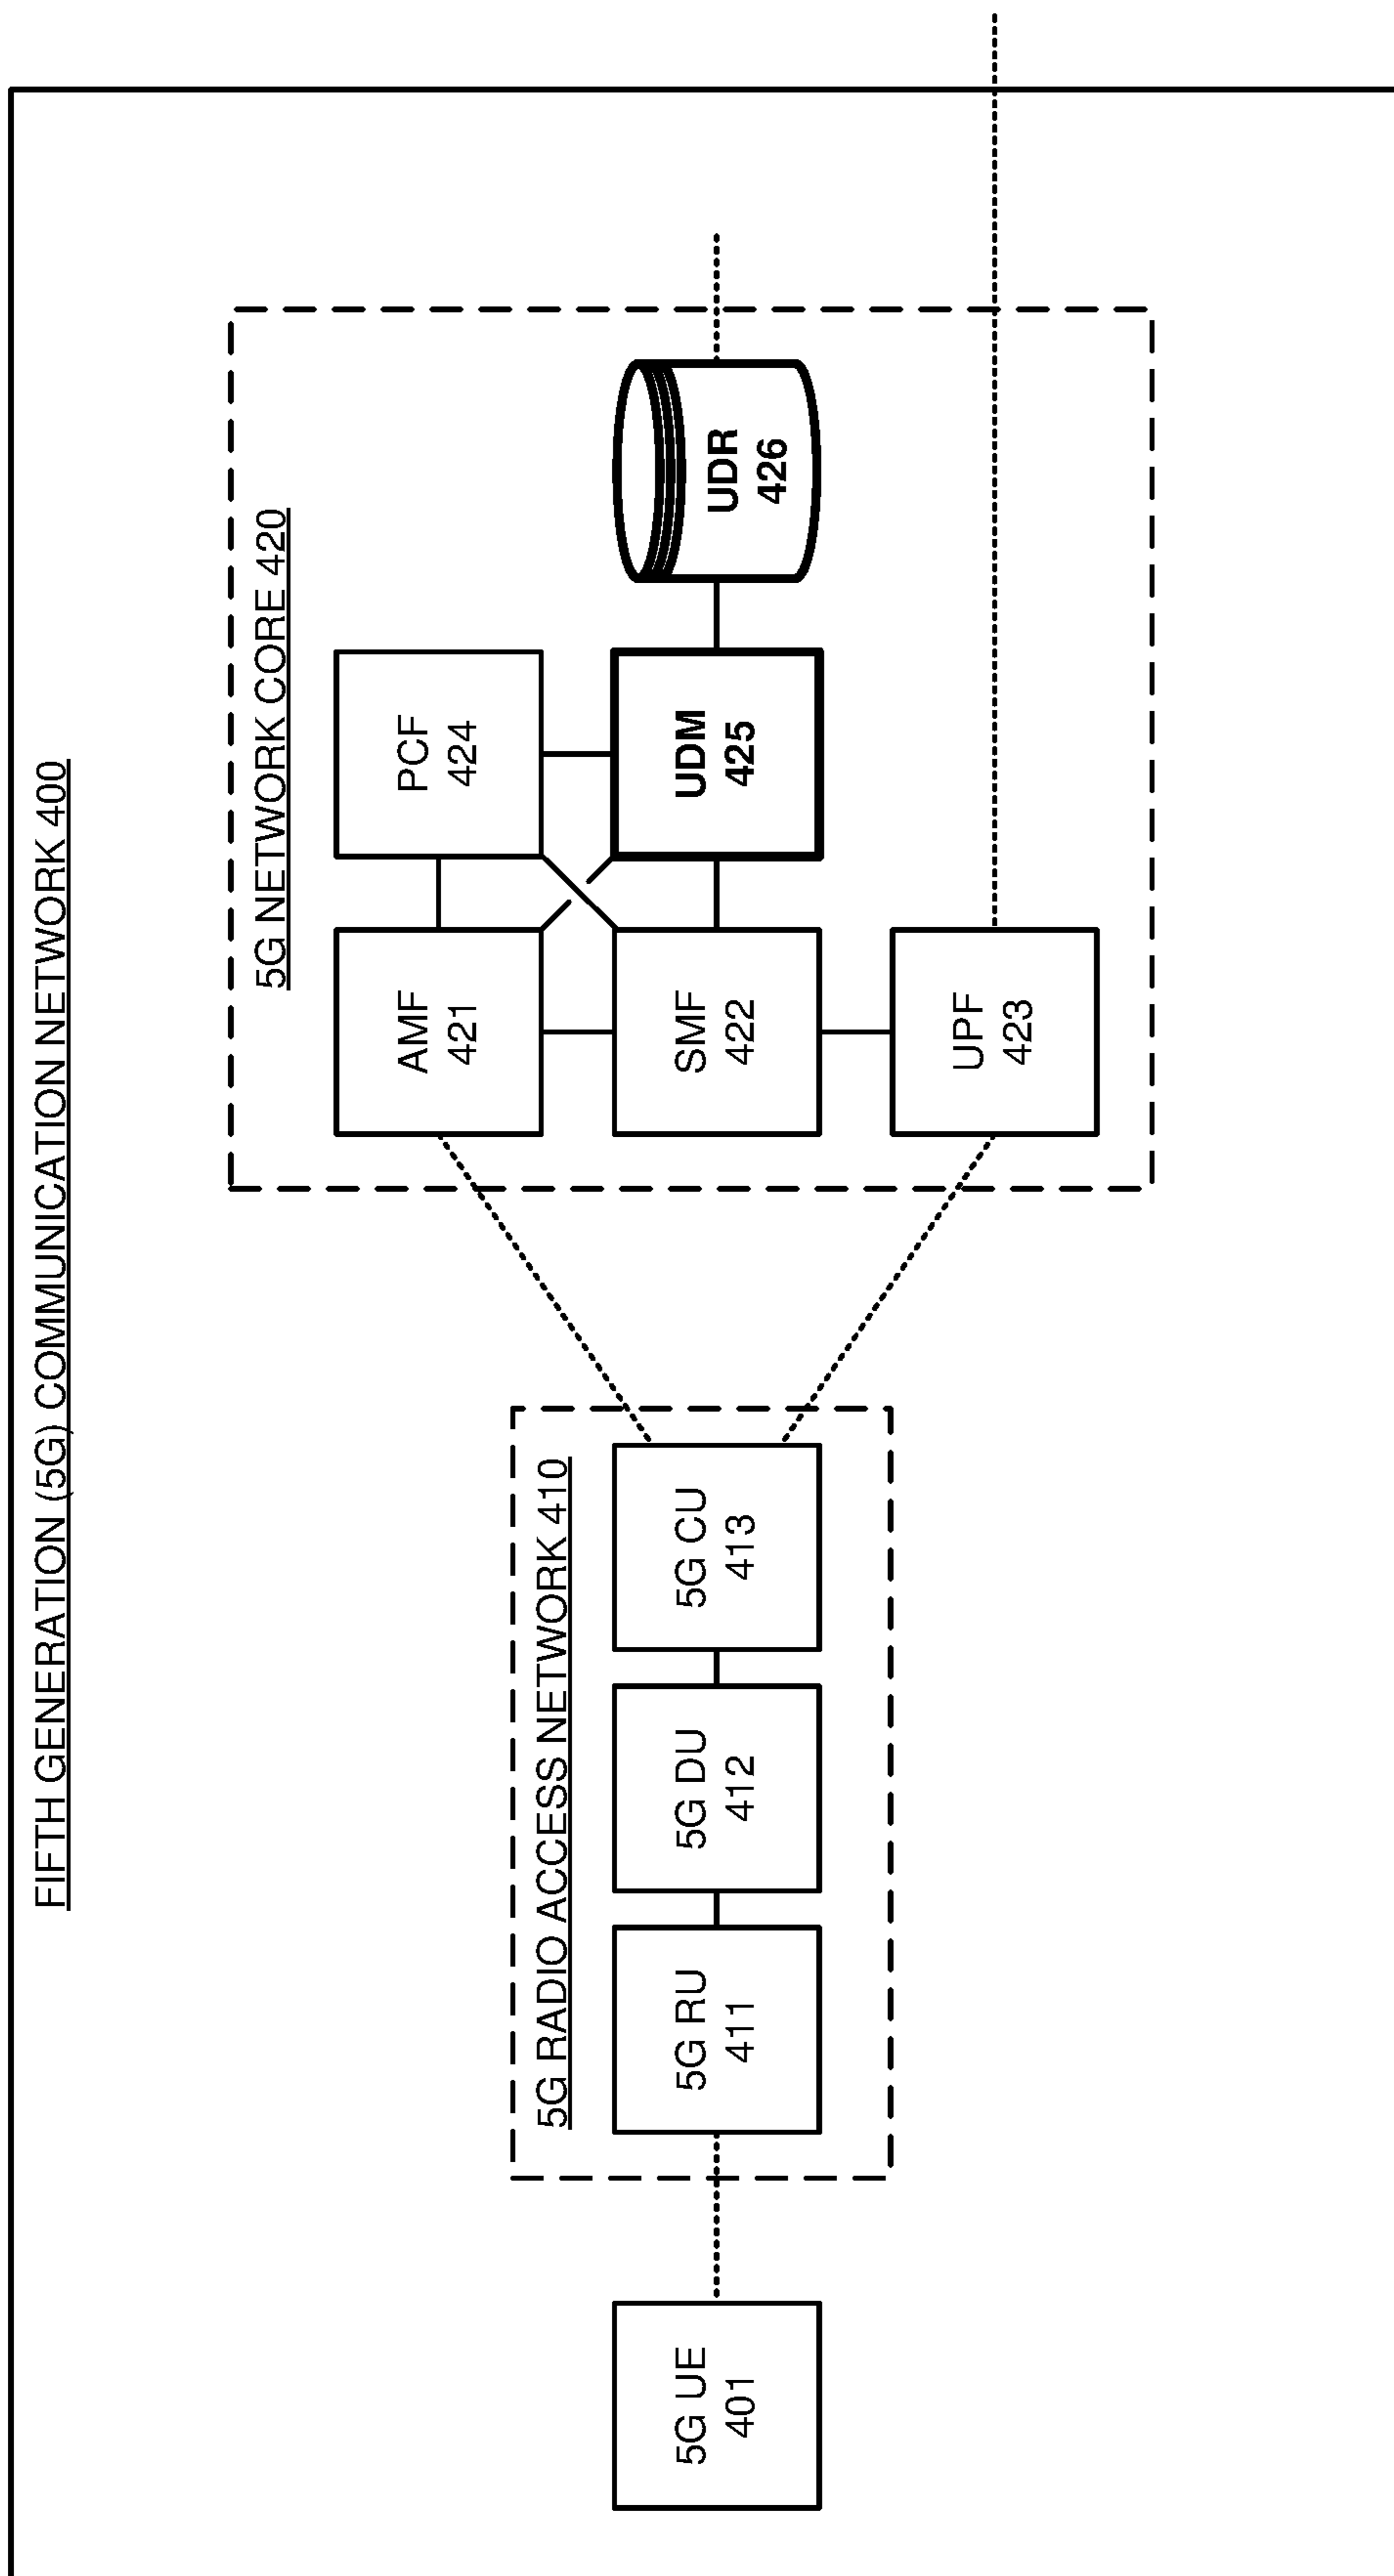 FIFTH GENERATION (5G) COMMUNICATION NETWORK 400
5G NETWORK CORE 420
5G RADIO ACCESS NETWORK 410
5G UE
401
5G RU
411
5G DU
412
5G CU
413
AMF
421
PCF
424
SMF
422
UDM
425
UDR
426
UPF
423